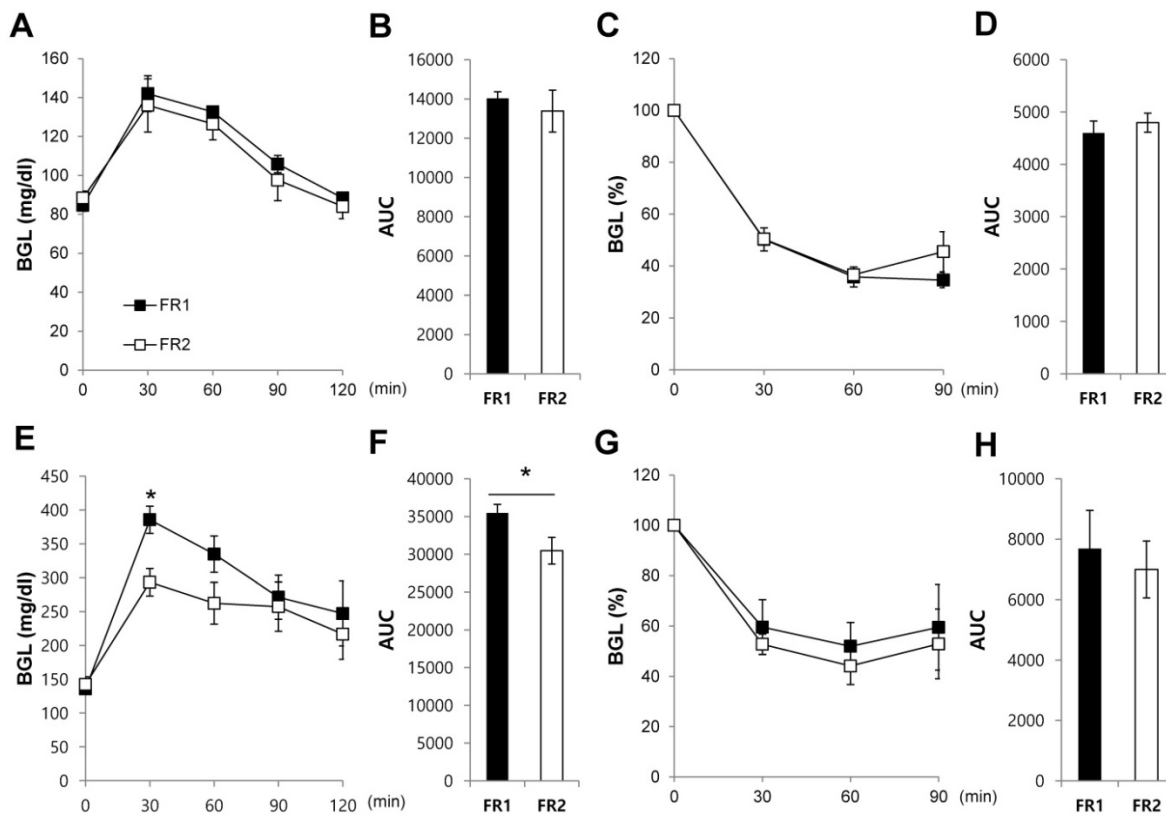 A
BGL (mg/dl)
160
140
120
100
80
60
40
20
0
FR1
FR2
0 30 60 90 120 (min)
B
AUC
16000
14000
12000
10000
8000
6000
4000
2000
0
FR1 FR2
C
BGL (%)
120
100
80
60
40
20
0
0 30 60 90 (min)
D
AUC
6000
5000
4000
3000
2000
1000
0
FR1 FR2
E
BGL (mg/dl)
450
400
350
300
250
200
150
100
50
0
*
0 30 60 90 120 (min)
F
AUC
40000
35000
30000
25000
20000
15000
10000
5000
0
*
FR1 FR2
G
BGL (%)
120
100
80
60
40
20
0
0 30 60 90 (min)
H
AUC
10000
8000
6000
4000
2000
0
FR1 FR2